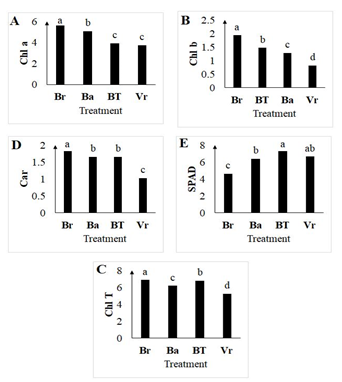 A
Chl a
6
4
2
0
a
b
c
c
Br
Ba
BT
Vr
Treatment
B
Chl b
2.5
2
1.5
1
0.5
0
a
b
c
d
Br
BT
Ba
Vr
Treatment
D
Car
2
1.5
1
0.5
0
a
b
b
c
Br
Ba
BT
Vr
Treatment
E
SPAD
8
6
4
2
0
c
b
a
ab
Br
Ba
BT
Vr
Treatment
C
Chl T
8
6
4
2
0
a
c
b
d
Br
Ba
BT
Vr
Treatment